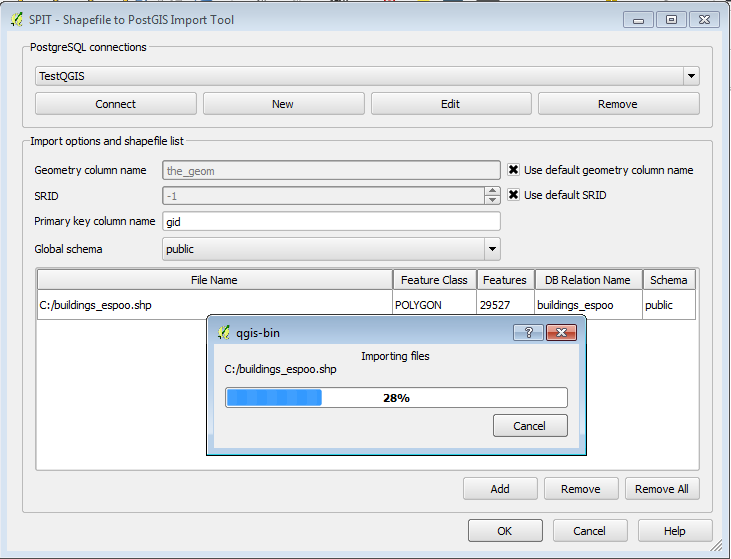 SPIT - Shapefile to PostGIS Import Tool
PostgreSQL connections
TestQGIS
Connect New Edit Remove
Import options and shapefile list
Geometry column name the_geom Use default geometry column name
SRID -1 Use default SRID
Primary key column name gid
Global schema public
File Name Feature Class Features DB Relation Name Schema
C:/buildings_espoo.shp POLYGON 29527 buildings_espoo public
qgis-bin ?
Importing files
C:/buildings_espoo.shp
28%
Cancel
Add Remove Remove All
OK Cancel Help